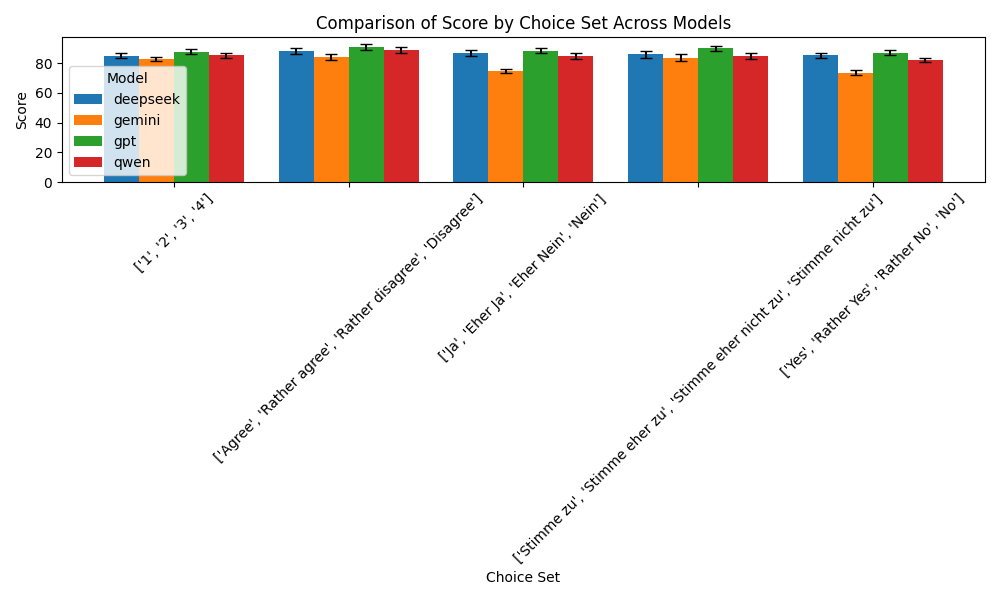 Comparison of Score by Choice Set Across Models
Score
80
60
40
20
0
Model
deepseek
gemini
gpt
qwen
['1', '2', '3', '4']
['Agree', 'Rather agree', 'Rather disagree', 'Disagree']
['Ja', 'Eher Ja', 'Eher Nein', 'Nein']
['Stimme zu', 'Stimme eher zu', 'Stimme eher nicht zu', 'Stimme nicht zu']
['Yes', 'Rather Yes', 'Rather No', 'No']
Choice Set